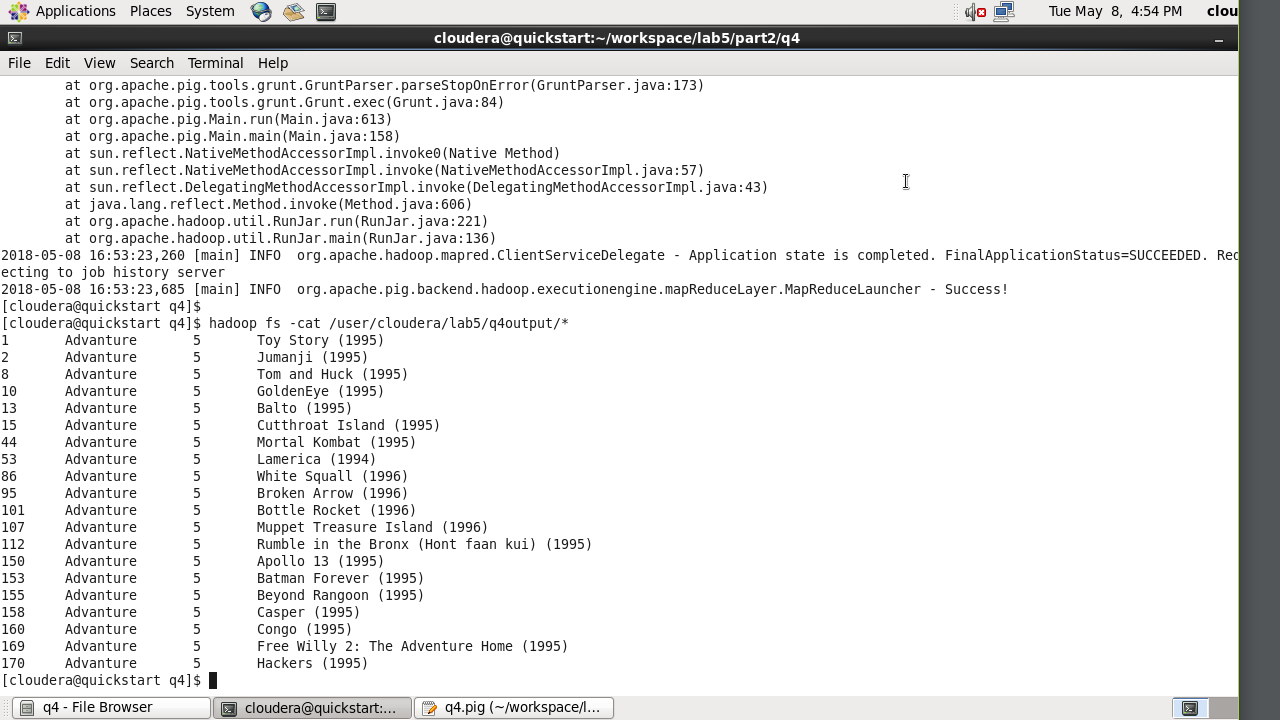 Applications Places System Tue May 8, 4:54 PM clou
cloudera@quickstart:~/workspace/lab5/part2/q4
File Edit View Search Terminal Help
at org.apache.pig.tools.grunt.GruntParser.parseStopOnError(GruntParser.java:173)
at org.apache.pig.tools.grunt.Grunt.exec(Grunt.java:84)
at org.apache.pig.Main.run(Main.java:613)
at org.apache.pig.Main.main(Main.java:158)
at sun.reflect.NativeMethodAccessorImpl.invoke0(Native Method)
at sun.reflect.NativeMethodAccessorImpl.invoke(NativeMethodAccessorImpl.java:57)
at sun.reflect.DelegatingMethodAccessorImpl.invoke(DelegatingMethodAccessorImpl.java:43)
at java.lang.reflect.Method.invoke(Method.java:606)
at org.apache.hadoop.util.RunJar.run(RunJar.java:221)
at org.apache.hadoop.util.RunJar.main(RunJar.java:136)
2018-05-08 16:53:23,260 [main] INFO  org.apache.hadoop.mapred.ClientServiceDelegate - Application state is completed. FinalApplicationStatus=SUCCEEDED. Red
ecting to job history server
2018-05-08 16:53:23,685 [main] INFO  org.apache.pig.backend.hadoop.executionengine.mapReduceLayer.MapReduceLauncher - Success!
[cloudera@quickstart q4]$
[cloudera@quickstart q4]$ hadoop fs -cat /user/cloudera/lab5/q4output/*
1 Advanture 5 Toy Story (1995)
2 Advanture 5 Jumanji (1995)
8 Advanture 5 Tom and Huck (1995)
10 Advanture 5 GoldenEye (1995)
13 Advanture 5 Balto (1995)
15 Advanture 5 Cutthroat Island (1995)
44 Advanture 5 Mortal Kombat (1995)
53 Advanture 5 Lamerica (1994)
86 Advanture 5 White Squall (1996)
95 Advanture 5 Broken Arrow (1996)
101 Advanture 5 Bottle Rocket (1996)
107 Advanture 5 Muppet Treasure Island (1996)
112 Advanture 5 Rumble in the Bronx (Hont faan kui) (1995)
150 Advanture 5 Apollo 13 (1995)
153 Advanture 5 Batman Forever (1995)
155 Advanture 5 Beyond Rangoon (1995)
158 Advanture 5 Casper (1995)
160 Advanture 5 Congo (1995)
169 Advanture 5 Free Willy 2: The Adventure Home (1995)
170 Advanture 5 Hackers (1995)
[cloudera@quickstart q4]$
q4 - File Browser cloudera@quickstart:... q4.pig (~/workspace/l...